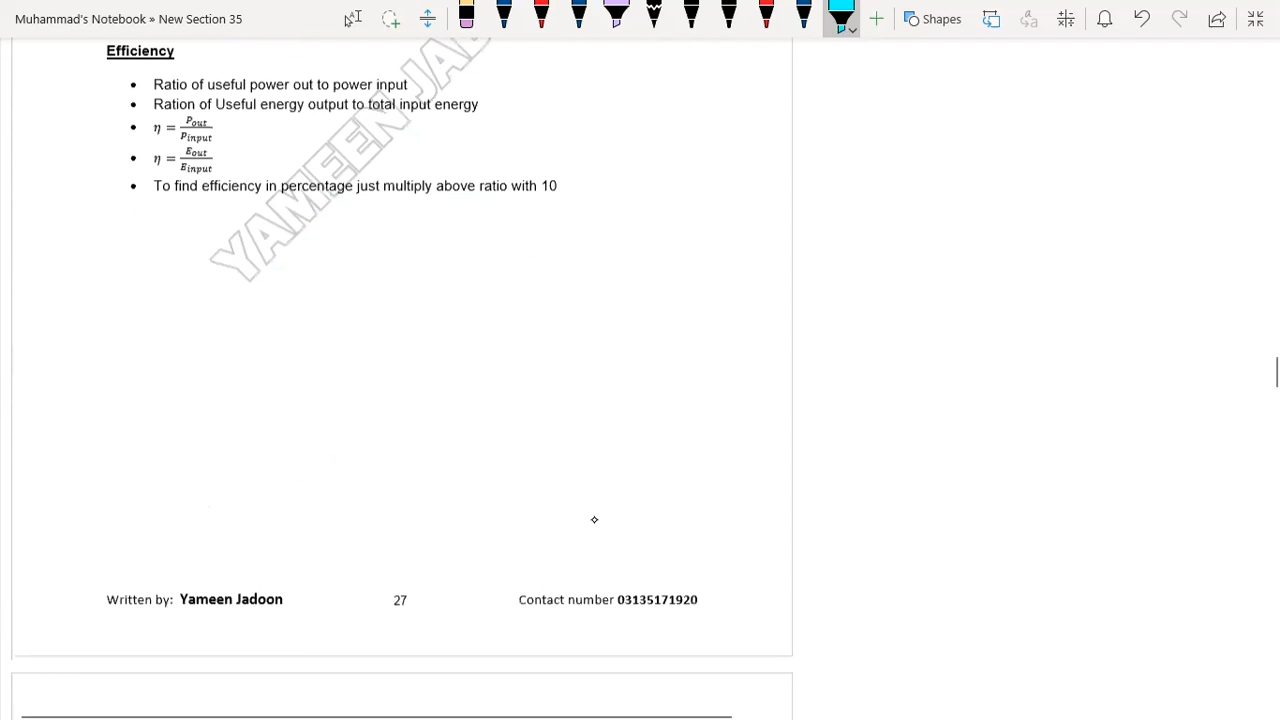 Muhammad's Notebook » New Section 35
Shapes
Efficiency
• Ratio of useful power out to power input
• Ration of Useful energy output to total input energy
• η = P_out / P_input
• η = E_out / E_input
• To find efficiency in percentage just multiply above ratio with 10
YAMEEN
Written by: Yameen Jadoon 27 Contact number 03135171920